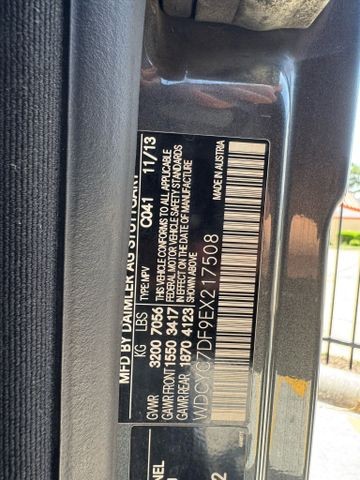 MFD BY DAIMLER AG STUTTGART
C041 11/13
KG LBS TYPE: MPV
GVWR 3200 7056 THIS VEHICLE CONFORMS TO ALL APPLICABLE
GAWR FRONT 1550 3417 FEDERAL MOTOR VEHICLE SAFETY STANDARDS
GAWR REAR 1870 4123 IN EFFECT ON THE DATE OF MANUFACTURE
SHOWN ABOVE
MADE IN AUSTRIA
WDCYC7DF9EX217508
NEL
2